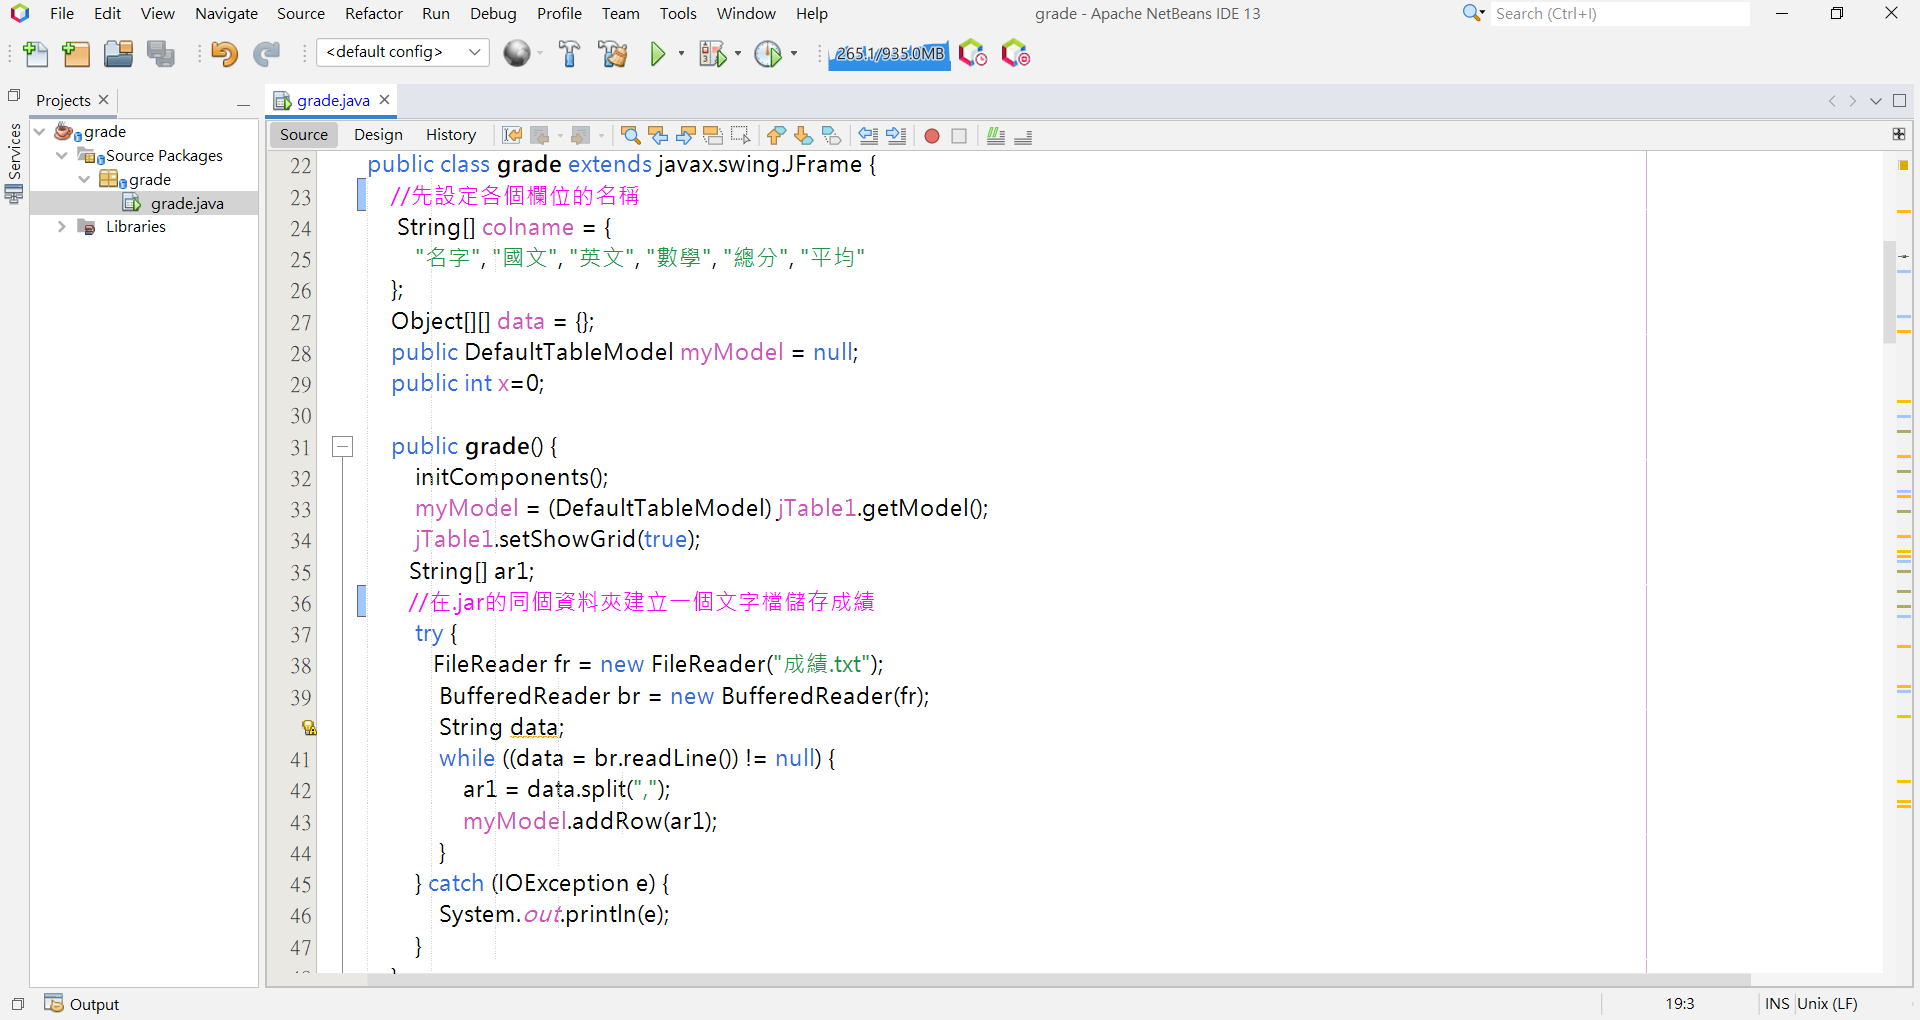 File Edit View Navigate Source Refactor Run Debug Profile Team Tools Window Help
grade - Apache NetBeans IDE 13
Search (Ctrl+I)
<default config>
265.1/935.0MB
Services
Projects
grade
Source Packages
grade
grade.java
Libraries
grade.java
Source Design History
22 public class grade extends javax.swing.JFrame {
23 //先設定各個欄位的名稱
24 String[] colname = {
25 "名字", "國文", "英文", "數學", "總分", "平均"
26 };
27 Object[][] data = {};
28 public DefaultTableModel myModel = null;
29 public int x=0;
30
31 public grade() {
32 initComponents();
33 myModel = (DefaultTableModel) jTable1.getModel();
34 jTable1.setShowGrid(true);
35 String[] ar1;
36 //在.jar的同個資料夾建立一個文字檔儲存成績
37 try {
38 FileReader fr = new FileReader("成績.txt");
39 BufferedReader br = new BufferedReader(fr);
String data;
41 while ((data = br.readLine()) != null) {
42 ar1 = data.split(",");
43 myModel.addRow(ar1);
44 }
45 } catch (IOException e) {
46 System.out.println(e);
47 }
Output
19:3 INS Unix (LF)